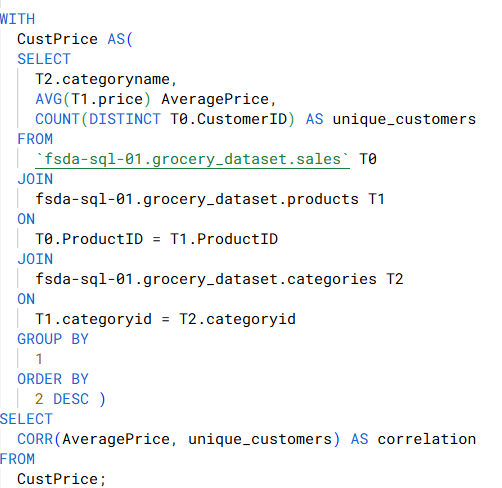 WITH
CustPrice AS(
SELECT
T2.categoryname,
AVG(T1.price) AveragePrice,
COUNT(DISTINCT T0.CustomerID) AS unique_customers
FROM
`fsda-sql-01.grocery_dataset.sales` T0
JOIN
fsda-sql-01.grocery_dataset.products T1
ON
T0.ProductID = T1.ProductID
JOIN
fsda-sql-01.grocery_dataset.categories T2
ON
T1.categoryid = T2.categoryid
GROUP BY
1
ORDER BY
2 DESC )
SELECT
CORR(AveragePrice, unique_customers) AS correlation
FROM
CustPrice;